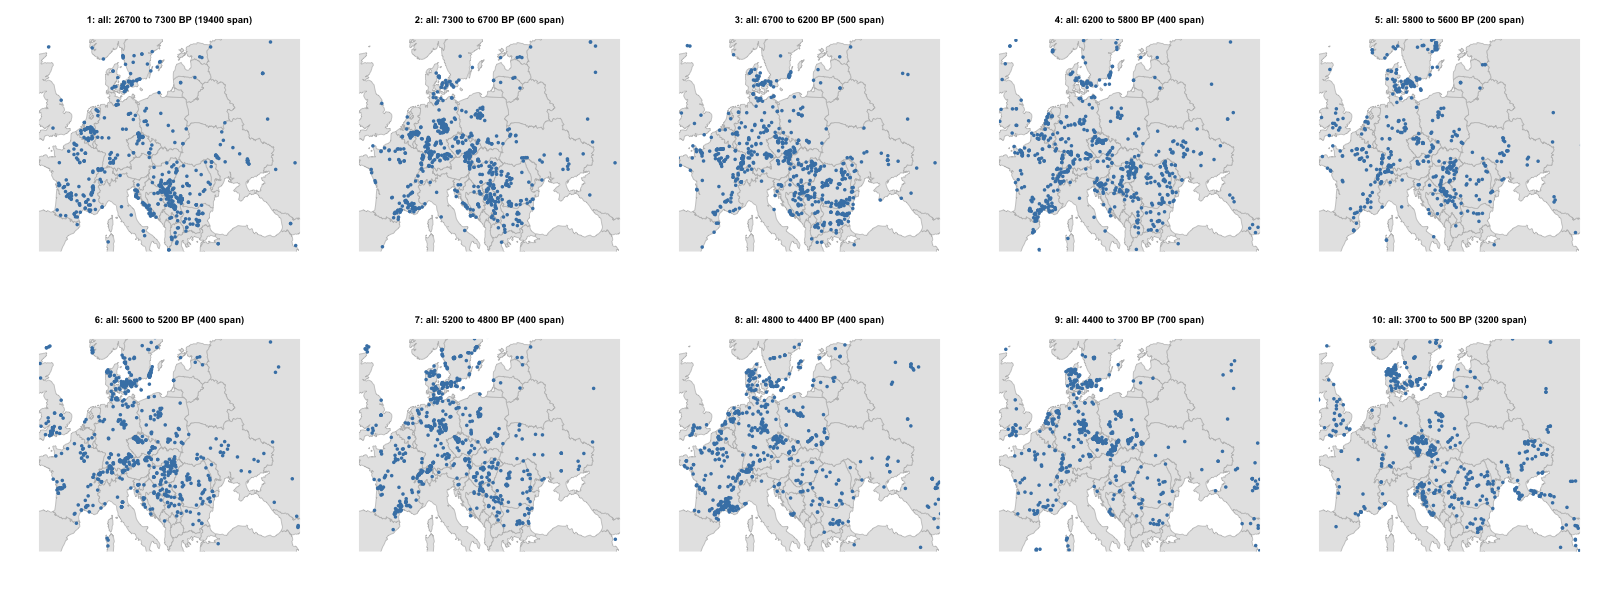 1: all: 26700 to 7300 BP (19400 span)
2: all: 7300 to 6700 BP (600 span)
3: all: 6700 to 6200 BP (500 span)
4: all: 6200 to 5800 BP (400 span)
5: all: 5800 to 5600 BP (200 span)
6: all: 5600 to 5200 BP (400 span)
7: all: 5200 to 4800 BP (400 span)
8: all: 4800 to 4400 BP (400 span)
9: all: 4400 to 3700 BP (700 span)
10: all: 3700 to 500 BP (3200 span)